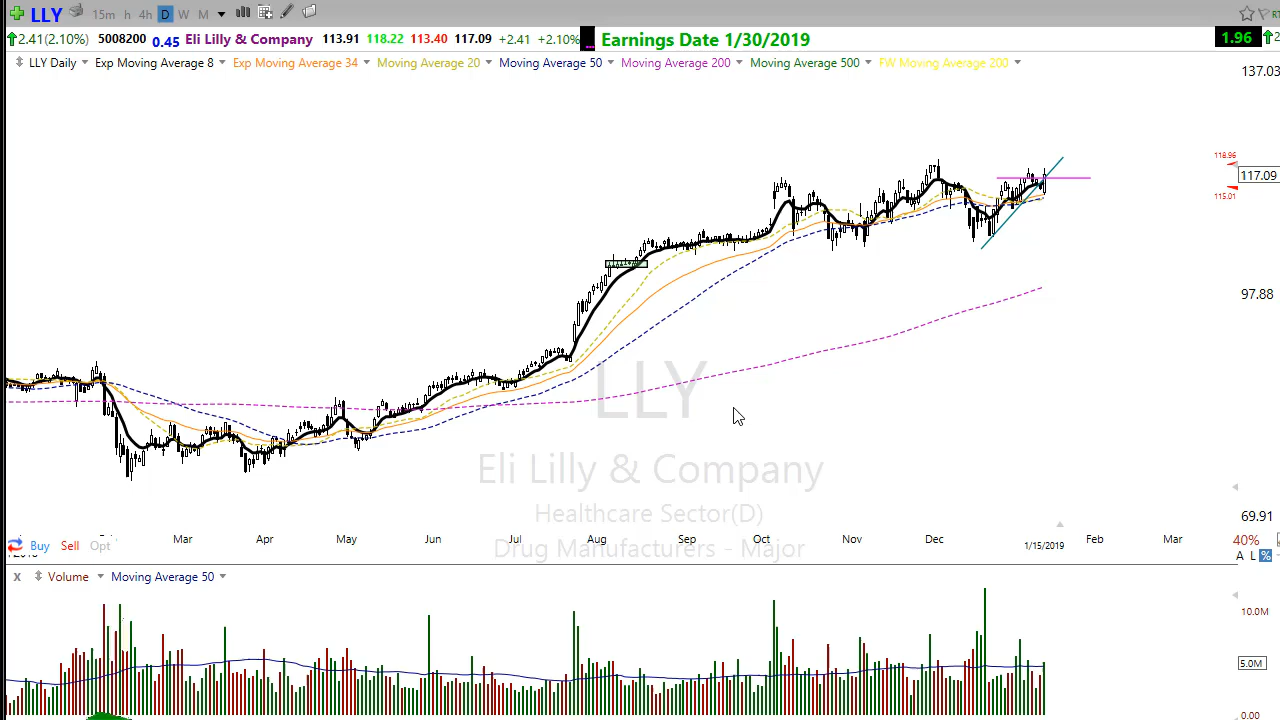 LLY 15m h 4h D W M
2.41(2.10%) 5008200 0.45 Eli Lilly & Company 113.91 118.22 113.40 117.09 +2.41 +2.10% Earnings Date 1/30/2019 1.96
LLY Daily Exp Moving Average 8 Exp Moving Average 34 Moving Average 20 Moving Average 50 Moving Average 200 Moving Average 500 FW Moving Average 200
137.03
118.96
117.09
115.01
97.88
LLY
Eli Lilly & Company
Healthcare Sector(D)
Drug Manufacturers - Major
69.91
Mar Apr May Jun Jul Aug Sep Oct Nov Dec 1/15/2019 Feb Mar
Buy Sell Opt
40%
A L %
X Volume Moving Average 50
10.0M
5.0M
0.00